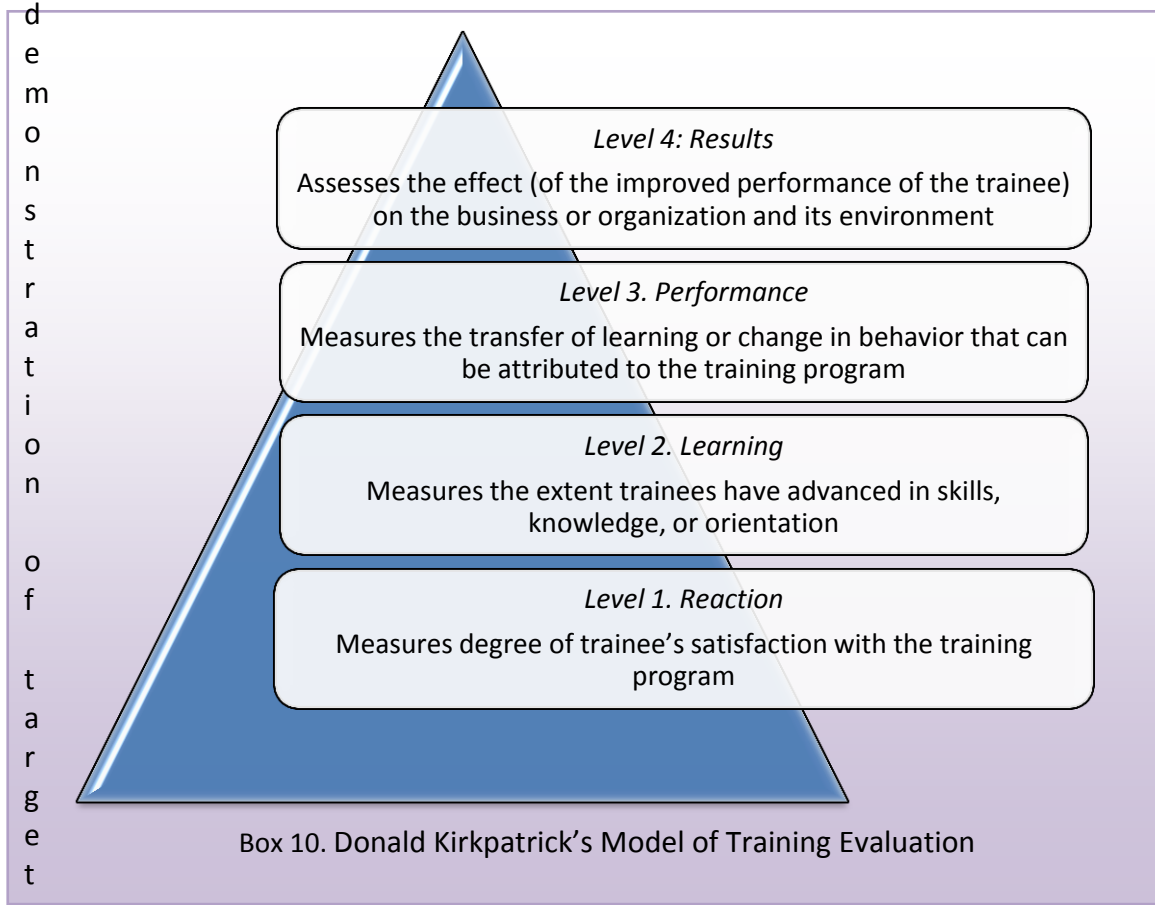 demonstration of target
Level 4: Results
Assesses the effect (of the improved performance of the trainee)
on the business or organization and its environment
Level 3. Performance
Measures the transfer of learning or change in behavior that can
be attributed to the training program
Level 2. Learning
Measures the extent trainees have advanced in skills,
knowledge, or orientation
Level 1. Reaction
Measures degree of trainee’s satisfaction with the training
program
Box 10. Donald Kirkpatrick’s Model of Training Evaluation